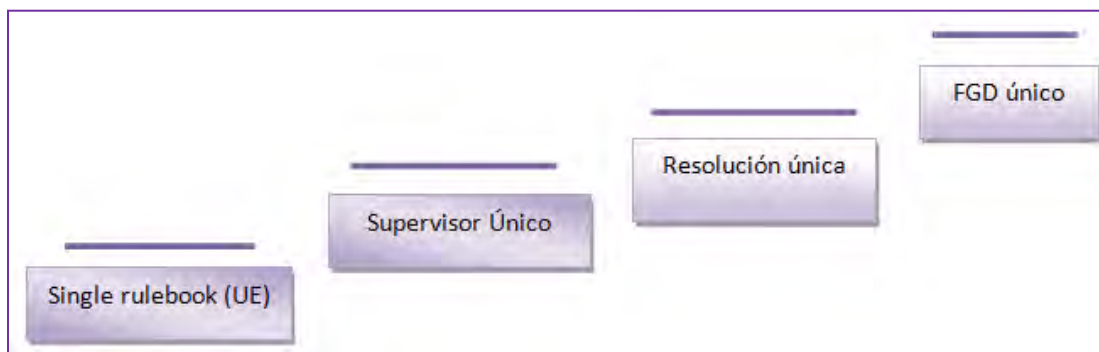 FGD único
Resolución única
Supervisor Único
Single rulebook (UE)